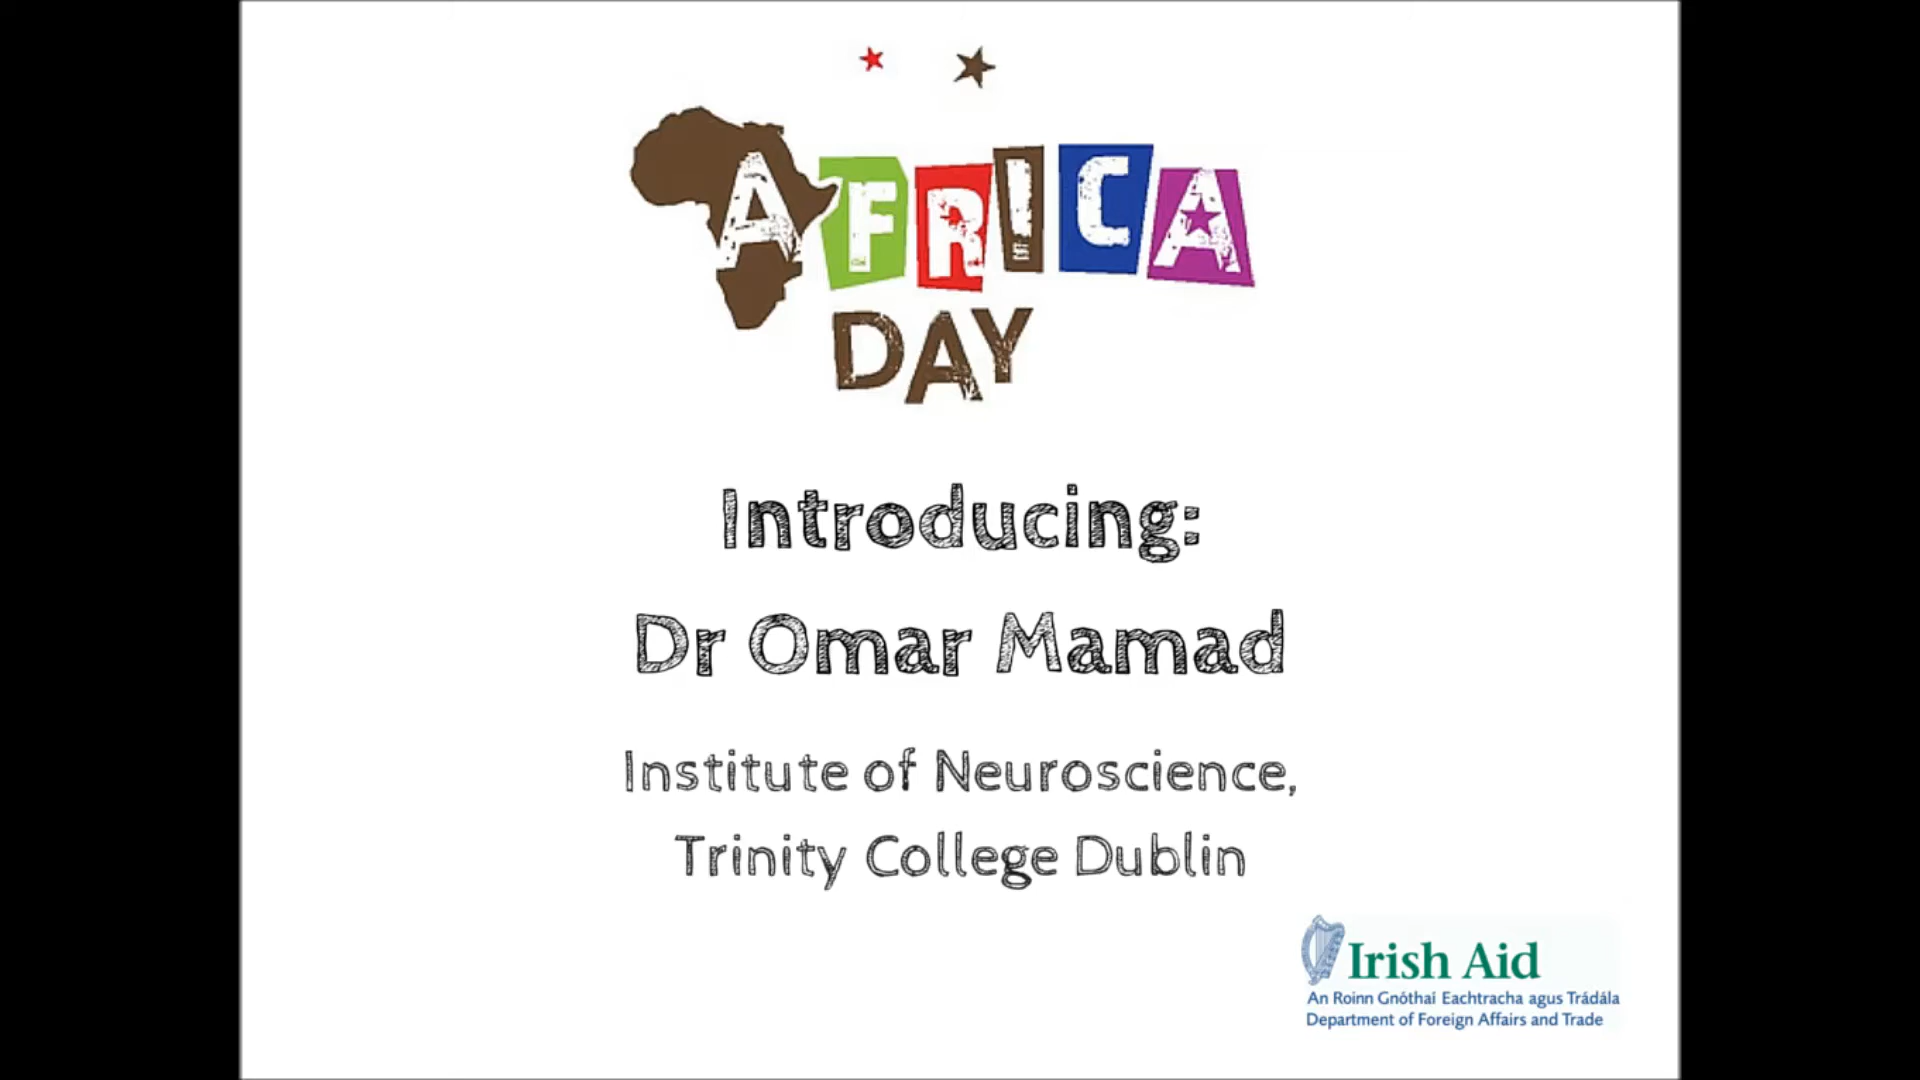 AFRICA
DAY
Introducing:
Dr Omar Mamad
Institute of Neuroscience,
Trinity College Dublin
Irish Aid
An Roinn Gnóthaí Eachtracha agus Trádála
Department of Foreign Affairs and Trade